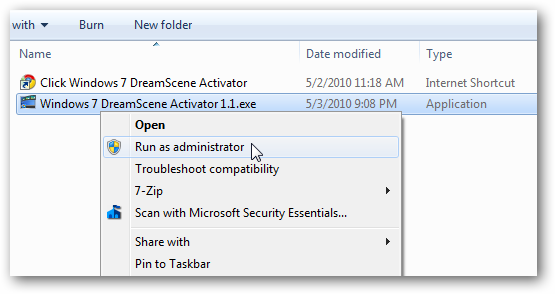 with Burn New folder
Name Date modified Type
Click Windows 7 DreamScene Activator 5/2/2010 11:18 AM Internet Shortcut
Windows 7 DreamScene Activator 1.1.exe 5/3/2010 9:08 PM Application
Open
Run as administrator
Troubleshoot compatibility
7-Zip
Scan with Microsoft Security Essentials...
Share with
Pin to Taskbar